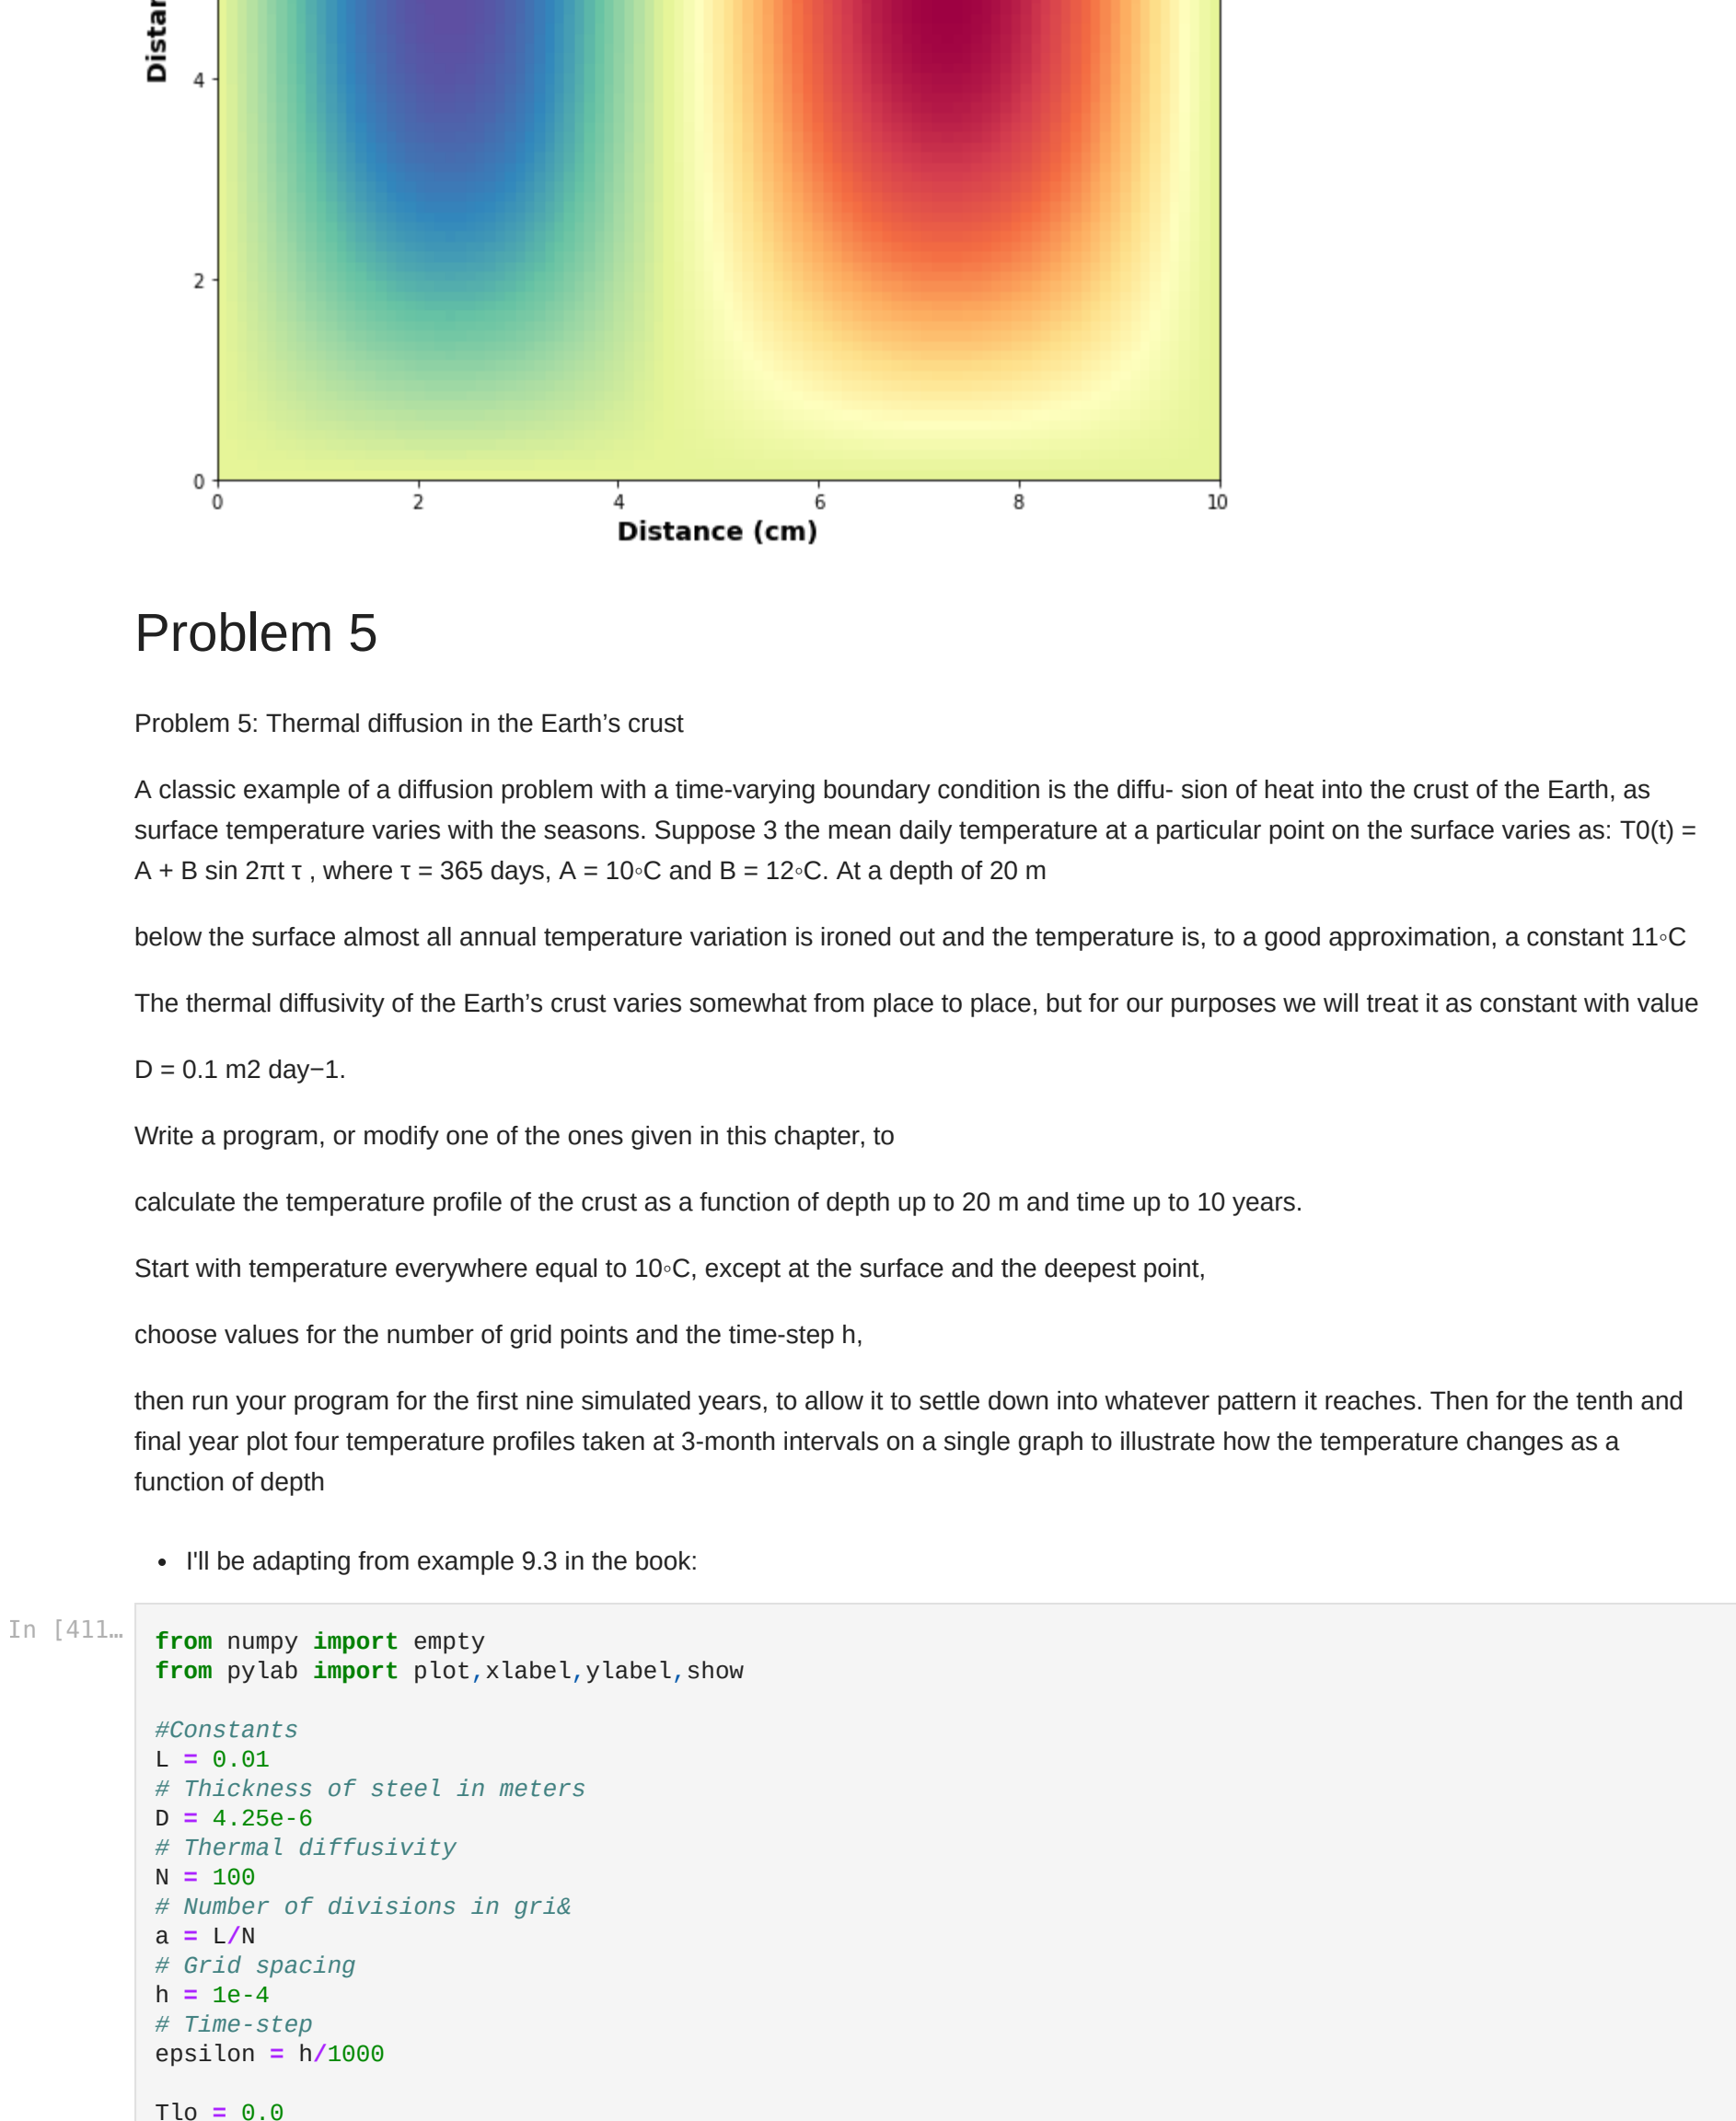 Distan
4
2
0
0 2 4 6 8 10
Distance (cm)
Problem 5
Problem 5: Thermal diffusion in the Earth’s crust
A classic example of a diffusion problem with a time-varying boundary condition is the diffu- sion of heat into the crust of the Earth, as
surface temperature varies with the seasons. Suppose 3 the mean daily temperature at a particular point on the surface varies as: T0(t) =
A + B sin 2πt τ , where τ = 365 days, A = 10◦C and B = 12◦C. At a depth of 20 m
below the surface almost all annual temperature variation is ironed out and the temperature is, to a good approximation, a constant 11◦C
The thermal diffusivity of the Earth’s crust varies somewhat from place to place, but for our purposes we will treat it as constant with value
D = 0.1 m2 day−1.
Write a program, or modify one of the ones given in this chapter, to
calculate the temperature profile of the crust as a function of depth up to 20 m and time up to 10 years.
Start with temperature everywhere equal to 10◦C, except at the surface and the deepest point,
choose values for the number of grid points and the time-step h,
then run your program for the first nine simulated years, to allow it to settle down into whatever pattern it reaches. Then for the tenth and
final year plot four temperature profiles taken at 3-month intervals on a single graph to illustrate how the temperature changes as a
function of depth
• I'll be adapting from example 9.3 in the book:
In [411…
from numpy import empty
from pylab import plot,xlabel,ylabel,show
#Constants
L = 0.01
# Thickness of steel in meters
D = 4.25e-6
# Thermal diffusivity
N = 100
# Number of divisions in gri&
a = L/N
# Grid spacing
h = 1e-4
# Time-step
epsilon = h/1000
Tlo = 0.0